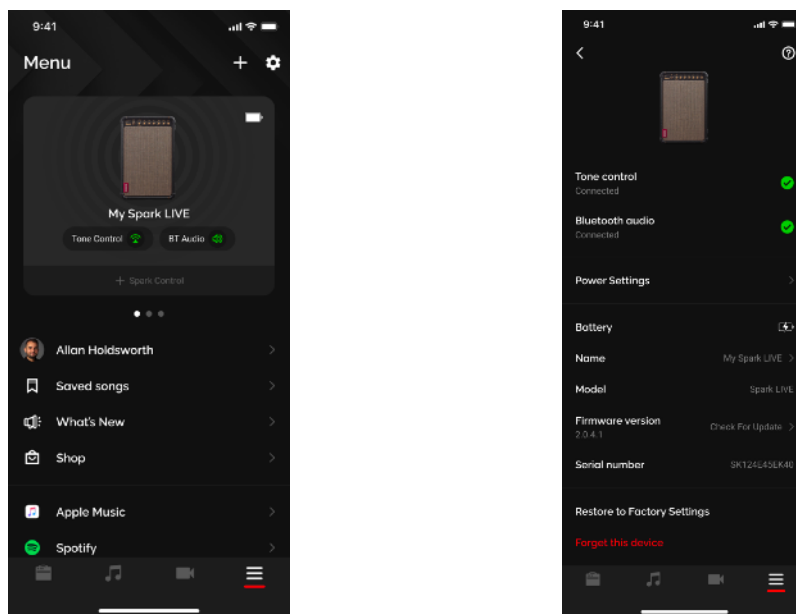 9:41
Menu
My Spark LIVE
Tone Control
BT Audio
+ Spark Control
Allan Holdsworth
Saved songs
What's New
Shop
Apple Music
Spotify
9:41
Tone control
Connected
Bluetooth audio
Connected
Power Settings
Battery
Name My Spark LIVE
Model Spark LIVE
Firmware version Check For Update
2.0.4.1
Serial number SK124E45EK40
Restore to Factory Settings
Forget this device